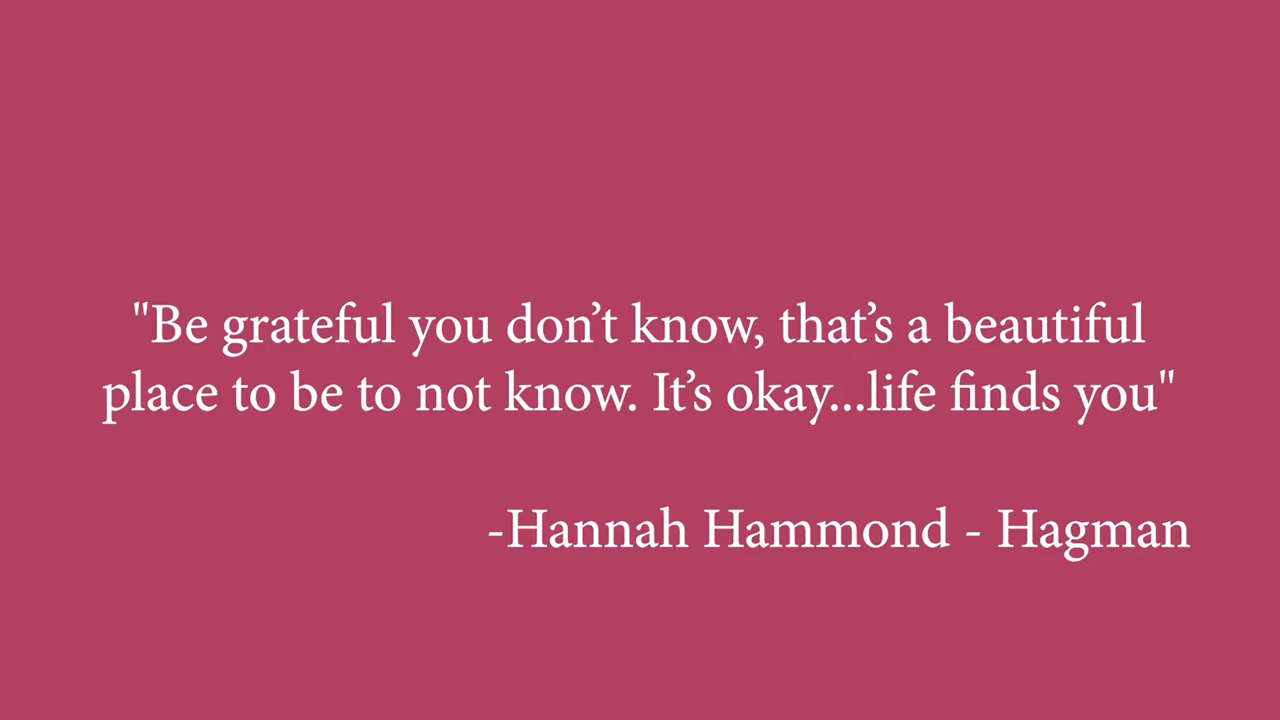 "Be grateful you don’t know, that’s a beautiful
place to be to not know. It’s okay...life finds you"
-Hannah Hammond - Hagman